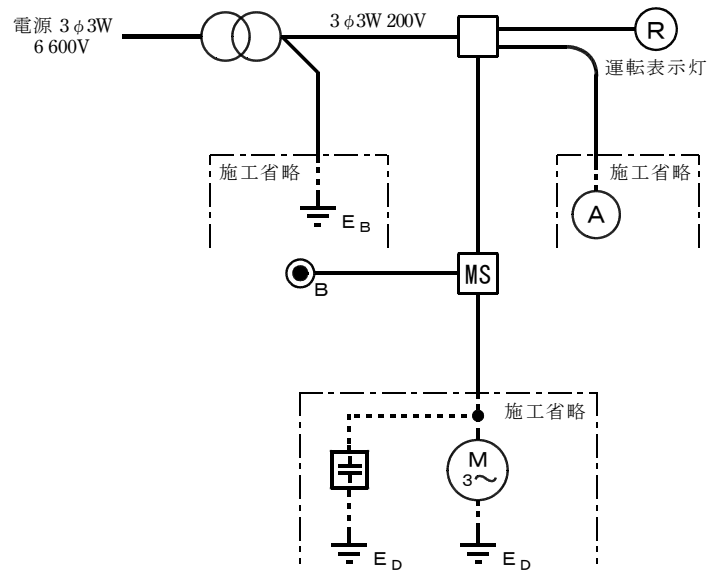 電源 3φ3W
6 600V
3φ3W 200V
R
運転表示灯
施工省略
E B
施工省略
A
B
MS
施工省略
M
3～
E D
E D